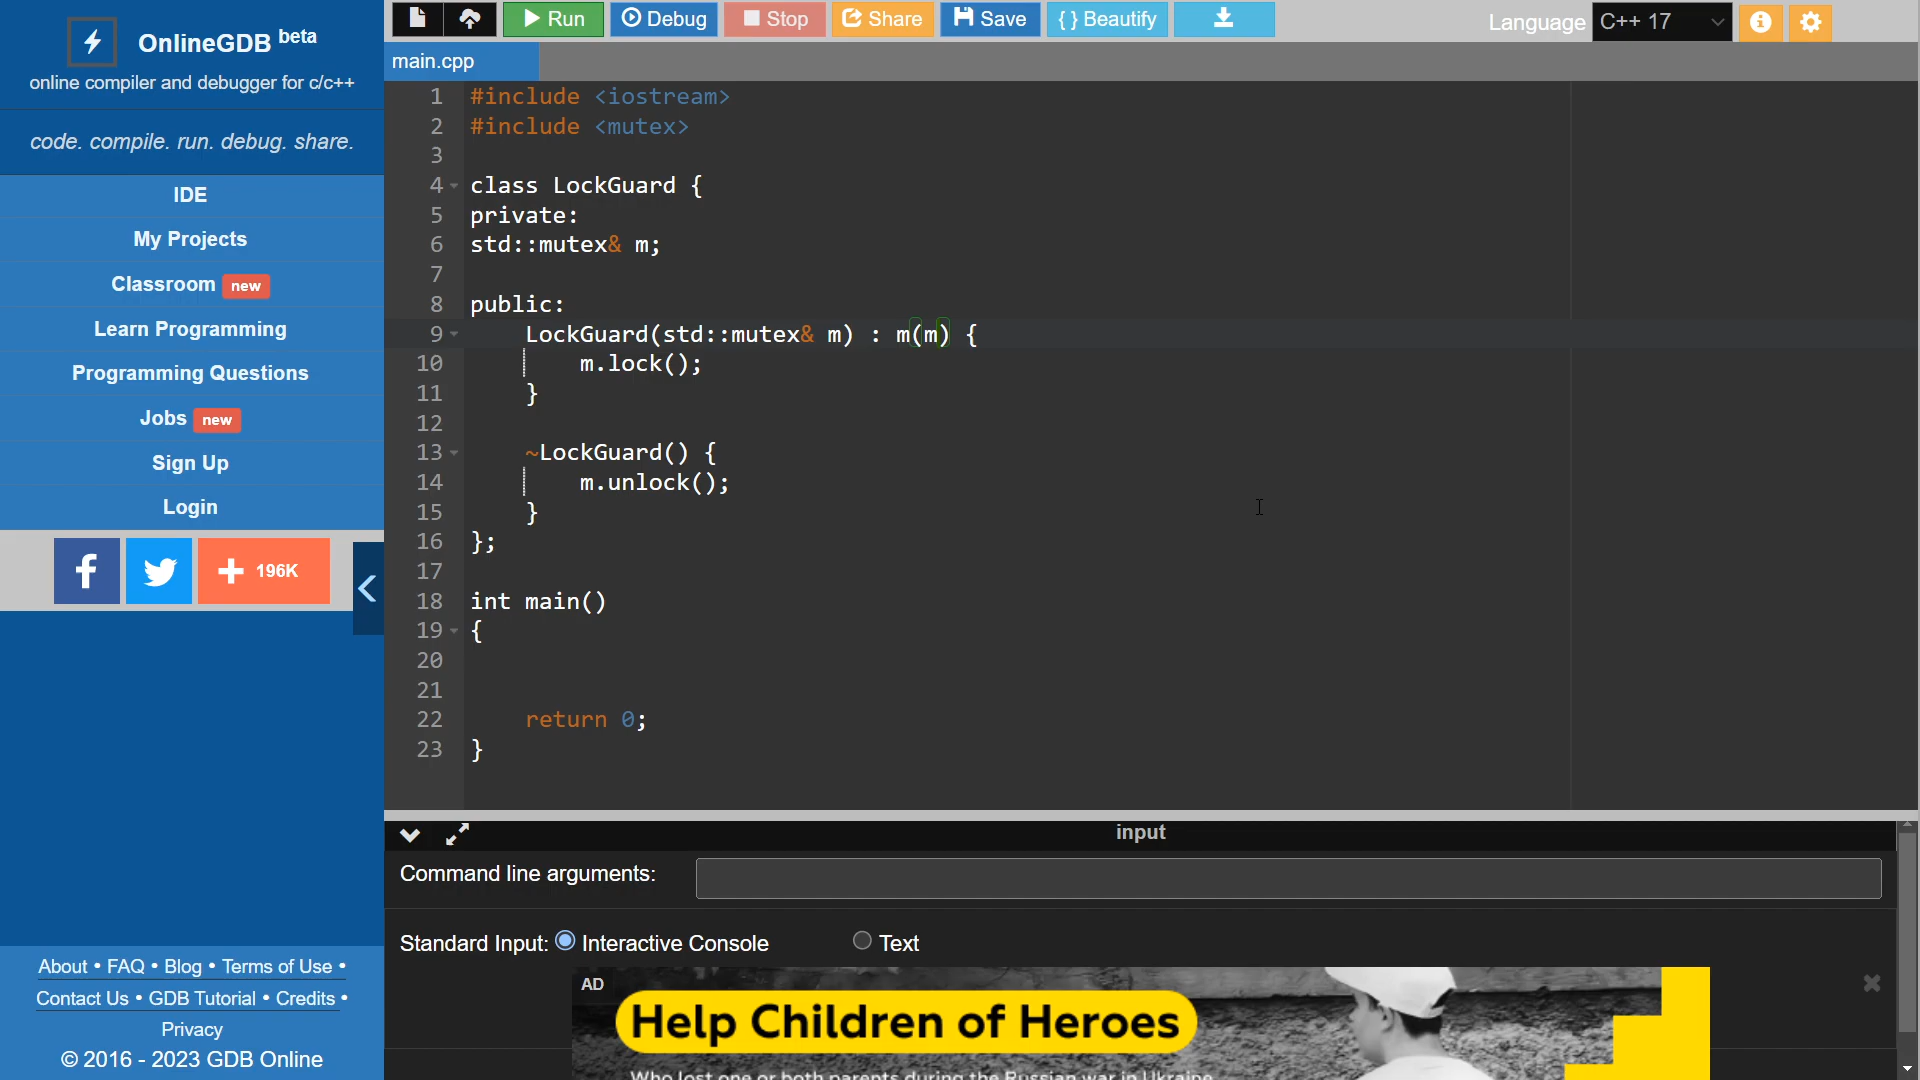 OnlineGDB beta
online compiler and debugger for c/c++
code. compile. run. debug. share.
IDE
My Projects
Classroom new
Learn Programming
Programming Questions
Jobs new
Sign Up
Login
f
+ 196K
About • FAQ • Blog • Terms of Use •
Contact Us • GDB Tutorial • Credits •
Privacy
© 2016 - 2023 GDB Online
Run Debug Stop Share Save { } Beautify
Language C++ 17
main.cpp
1 #include <iostream>
2 #include <mutex>
3
4 class LockGuard {
5 private:
6 std::mutex& m;
7
8 public:
9 LockGuard(std::mutex& m) : m(m) {
10 m.lock();
11 }
12
13 ~LockGuard() {
14 m.unlock();
15 }
16 };
17
18 int main()
19 {
20
21
22 return 0;
23 }
input
Command line arguments:
Standard Input: Interactive Console Text
AD
Help Children of Heroes
Who lost one or both parents during the Russian war in Ukraine